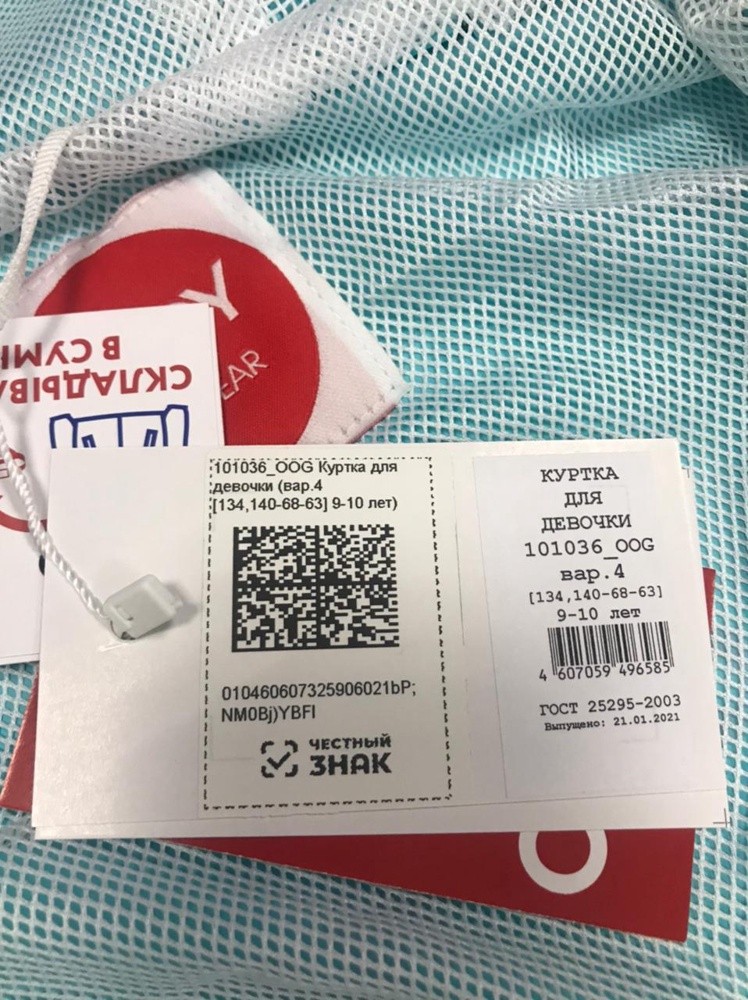 Y
EAR
СКЛАДЫВА
В СУМ
101036_OOG Куртка для
девочки (вар.4
[134,140-68-63] 9-10 лет)
010460607325906021bP;
NM0Bj)YBFI
ЧЕСТНЫЙ
ЗНАК
КУРТКА
ДЛЯ
ДЕВОЧКИ
101036_OOG
вар.4
[134,140-68-63]
9-10 лет
4 607059 496585
ГОСТ 25295-2003
Выпущено: 21.01.2021
O